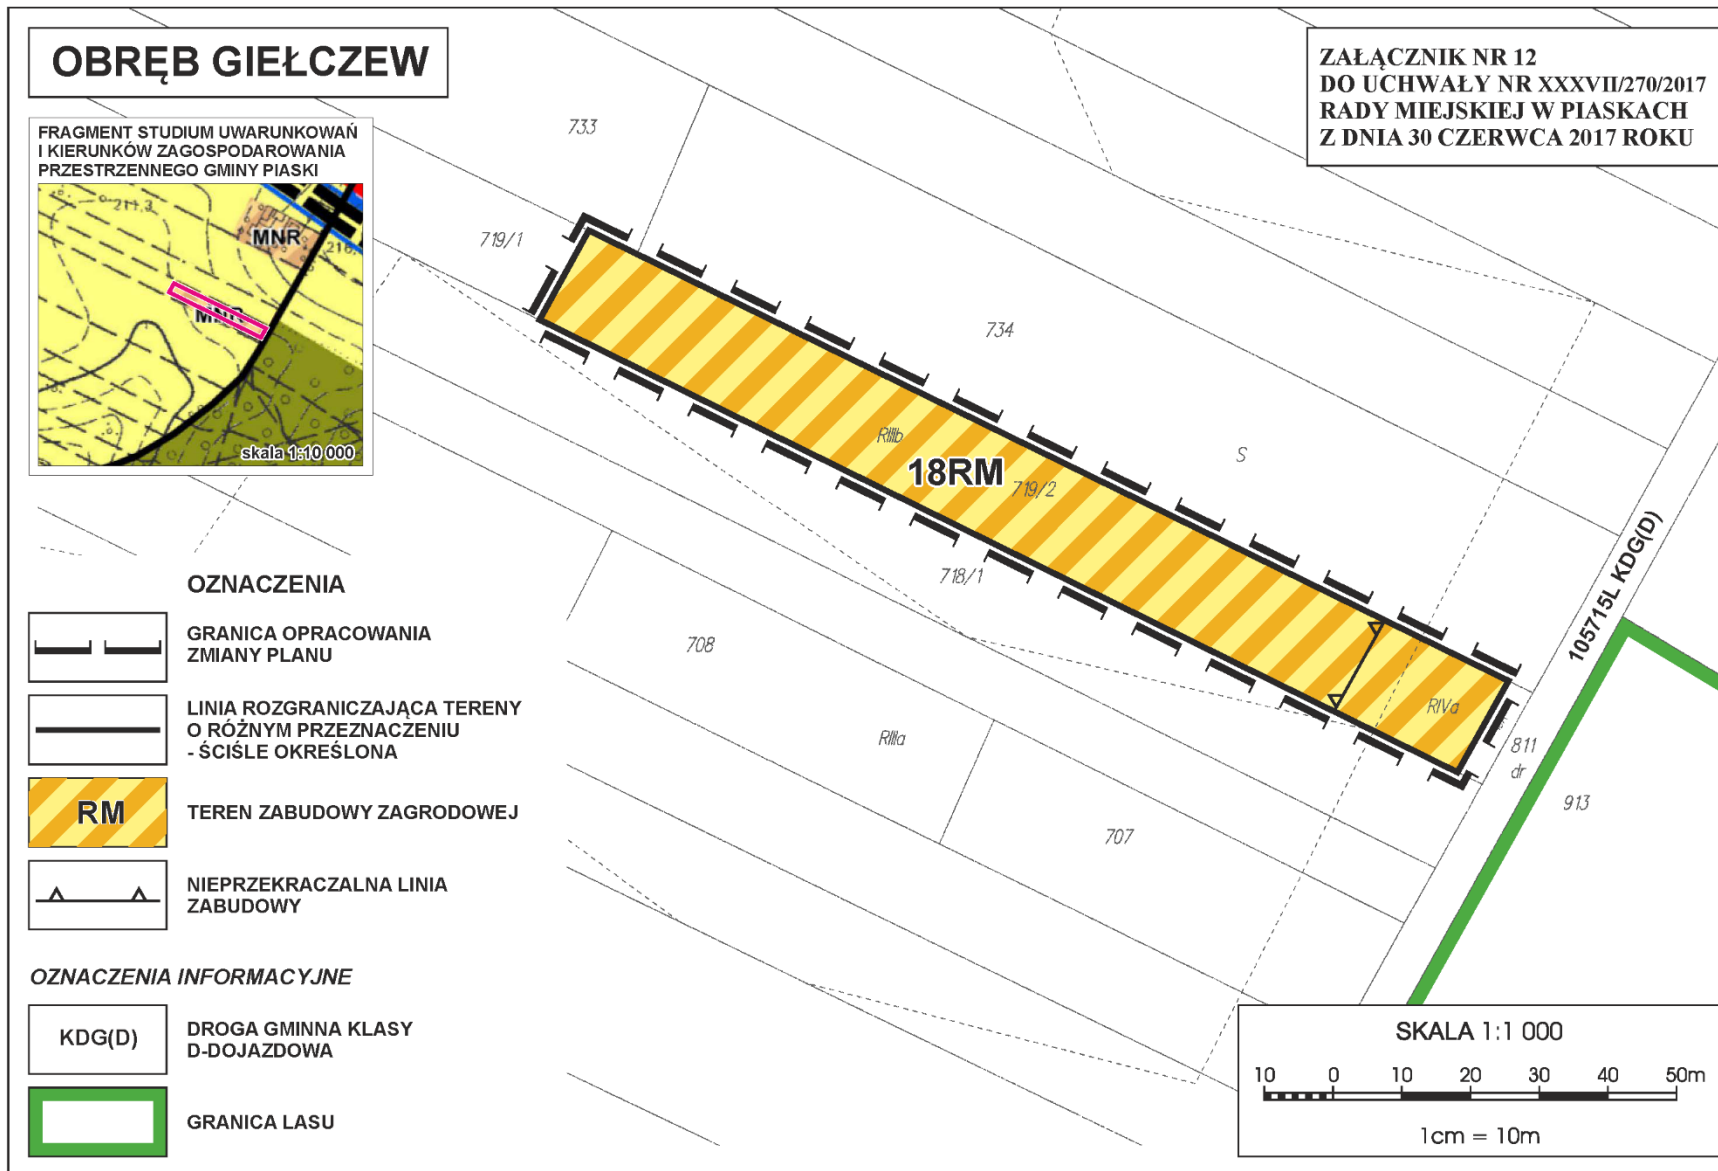 OBRĘB GIEŁCZEW
ZAŁĄCZNIK NR 12
DO UCHWAŁY NR XXXVII/270/2017
RADY MIEJSKIEJ W PIASKACH
Z DNIA 30 CZERWCA 2017 ROKU
FRAGMENT STUDIUM UWARUNKOWAŃ
I KIERUNKÓW ZAGOSPODAROWANIA
PRZESTRZENNEGO GMINY PIASKI
211,3
MNR
216,
MNR
skala 1:10 000
733
719/1
734
RIIIb
S
18RM
719/2
718/1
105715L KDG(D)
708
RIVa
RIIIa
811
dr
913
707
OZNACZENIA
GRANICA OPRACOWANIA
ZMIANY PLANU
LINIA ROZGRANICZAJĄCA TERENY
O RÓŻNYM PRZEZNACZENIU
- ŚCIŚLE OKREŚLONA
RM
TEREN ZABUDOWY ZAGRODOWEJ
NIEPRZEKRACZALNA LINIA
ZABUDOWY
OZNACZENIA INFORMACYJNE
KDG(D)
DROGA GMINNA KLASY
D-DOJAZDOWA
GRANICA LASU
SKALA 1:1 000
10 0 10 20 30 40 50m
1cm = 10m